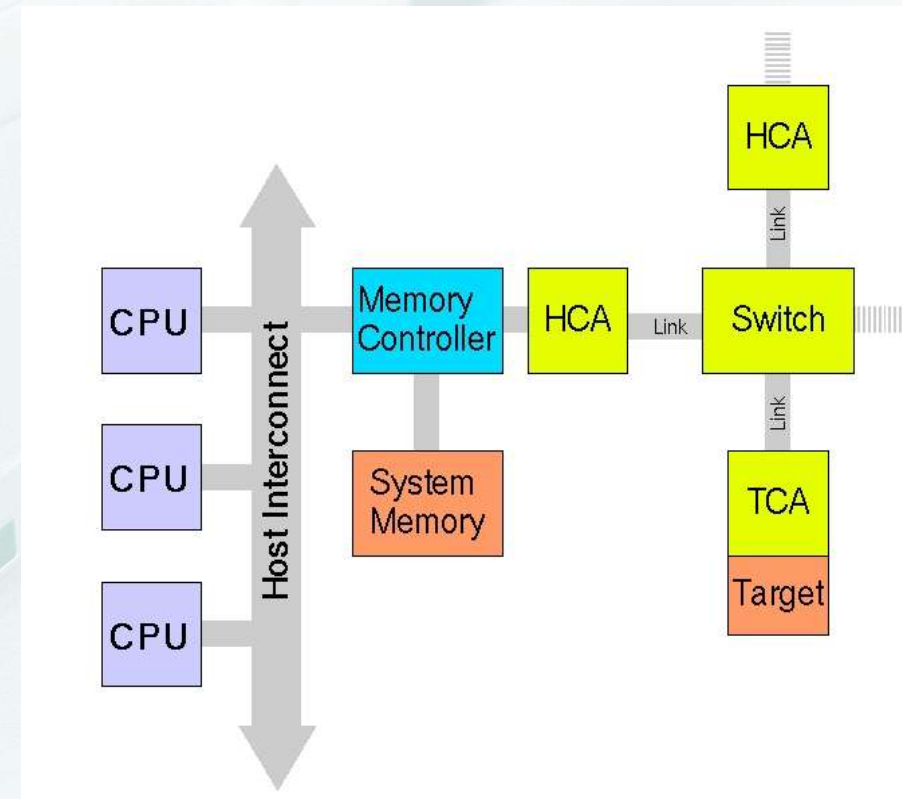 HCA
Link
CPU
Memory
Controller
HCA
Link
Switch
Host Interconnect
CPU
System
Memory
Link
TCA
Target
CPU